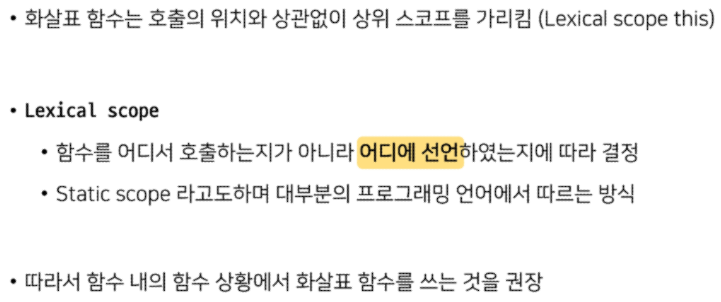 • 화살표 함수는 호출의 위치와 상관없이 상위 스코프를 가리킴 (Lexical scope this)
• Lexical scope
• 함수를 어디서 호출하는지가 아니라 어디에 선언하였는지에 따라 결정
• Static scope 라고도하며 대부분의 프로그래밍 언어에서 따르는 방식
• 따라서 함수 내의 함수 상황에서 화살표 함수를 쓰는 것을 권장